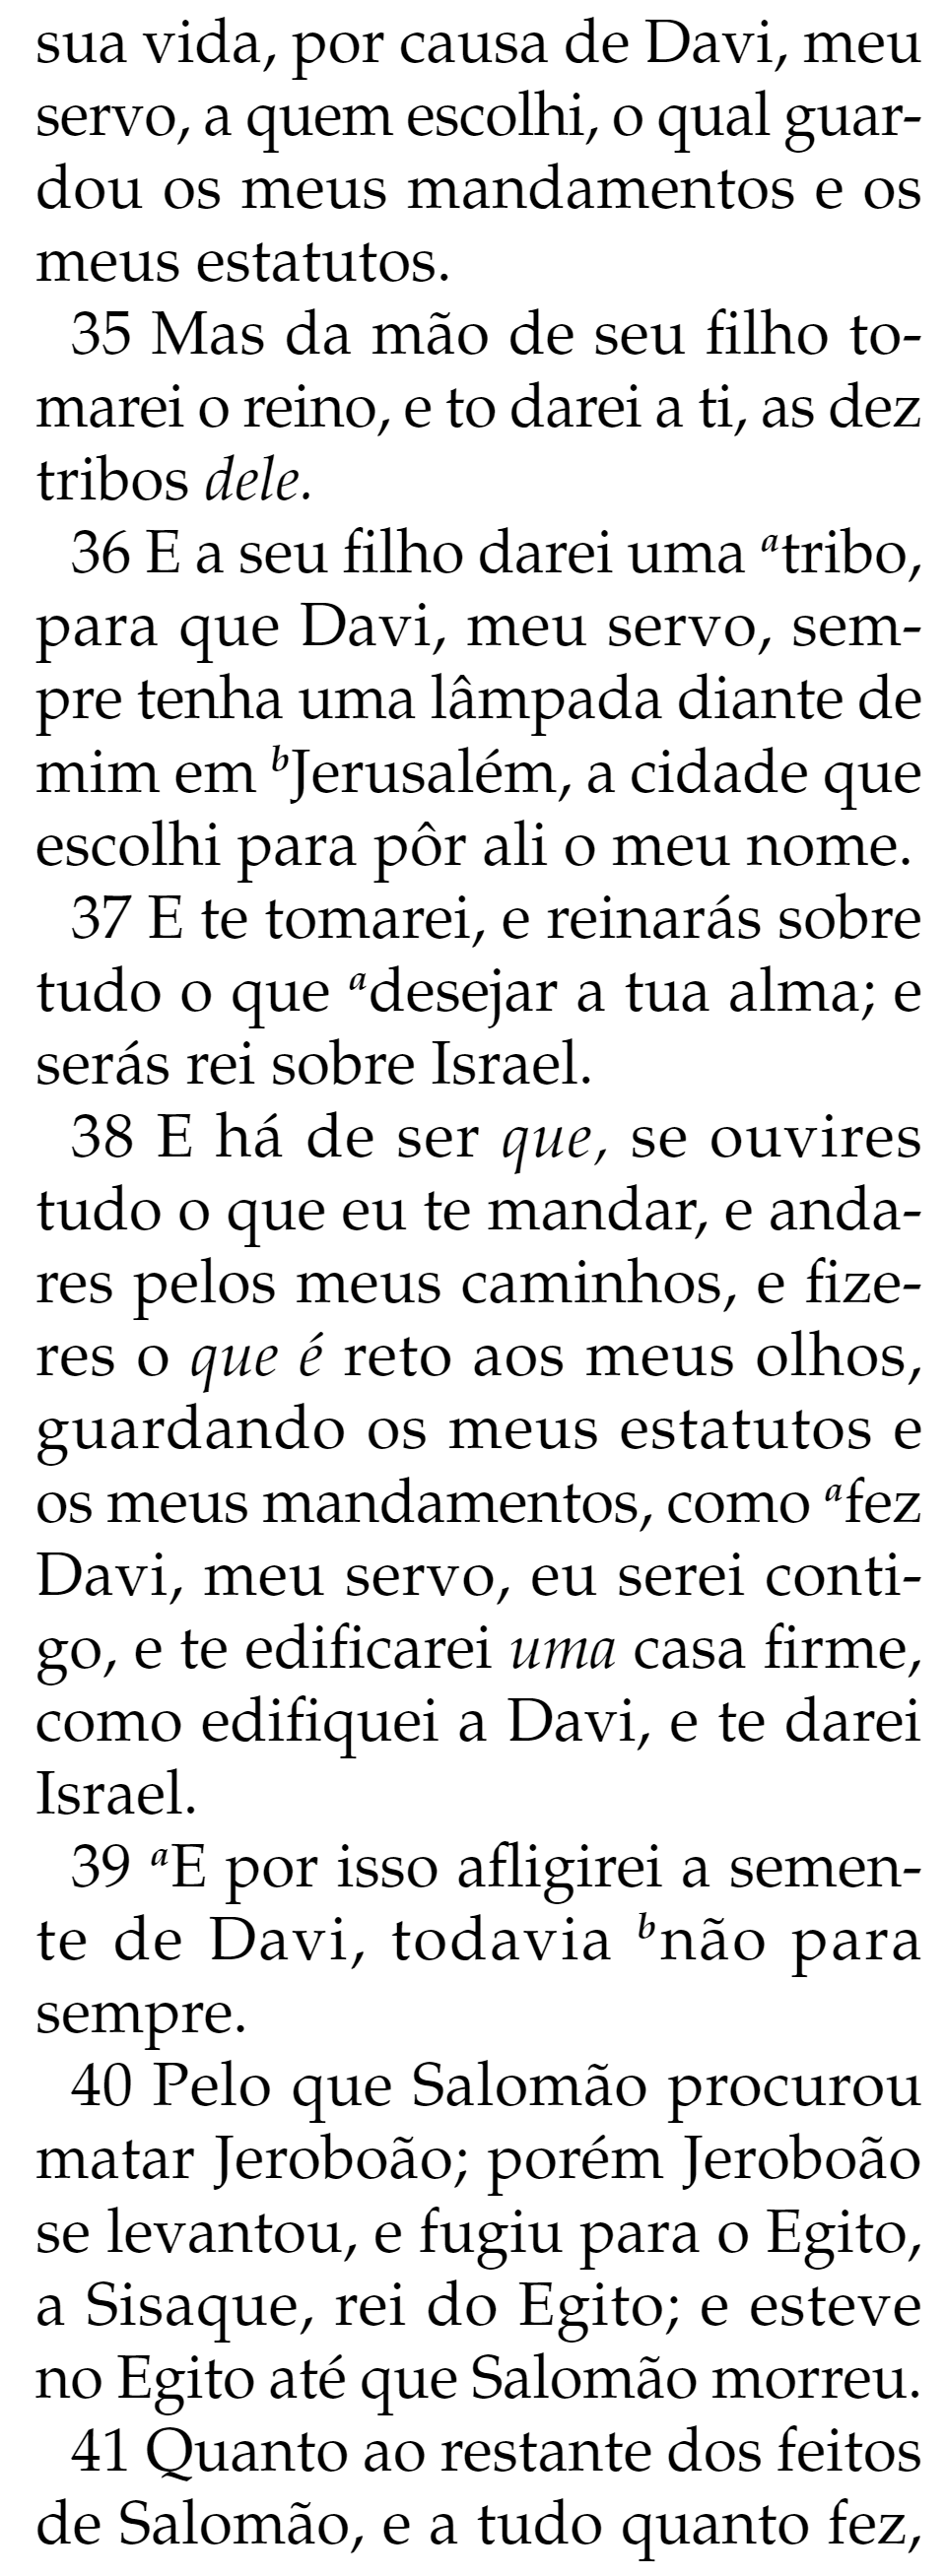 sua vida, por causa de Davi, meu
servo, a quem escolhi, o qual guar-
dou os meus mandamentos e os
meus estatutos.
35 Mas da mão de seu filho to-
marei o reino, e to darei a ti, as dez
tribos dele.
36 E a seu filho darei uma atribo,
para que Davi, meu servo, sem-
pre tenha uma lâmpada diante de
mim em bJerusalém, a cidade que
escolhi para pôr ali o meu nome.
37 E te tomarei, e reinarás sobre
tudo o que adesejar a tua alma; e
serás rei sobre Israel.
38 E há de ser que, se ouvires
tudo o que eu te mandar, e anda-
res pelos meus caminhos, e fize-
res o que é reto aos meus olhos,
guardando os meus estatutos e
os meus mandamentos, como afez
Davi, meu servo, eu serei conti-
go, e te edificarei uma casa firme,
como edifiquei a Davi, e te darei
Israel.
39 aE por isso afligirei a semen-
te de Davi, todavia bnão para
sempre.
40 Pelo que Salomão procurou
matar Jeroboão; porém Jeroboão
se levantou, e fugiu para o Egito,
a Sisaque, rei do Egito; e esteve
no Egito até que Salomão morreu.
41 Quanto ao restante dos feitos
de Salomão, e a tudo quanto fez,